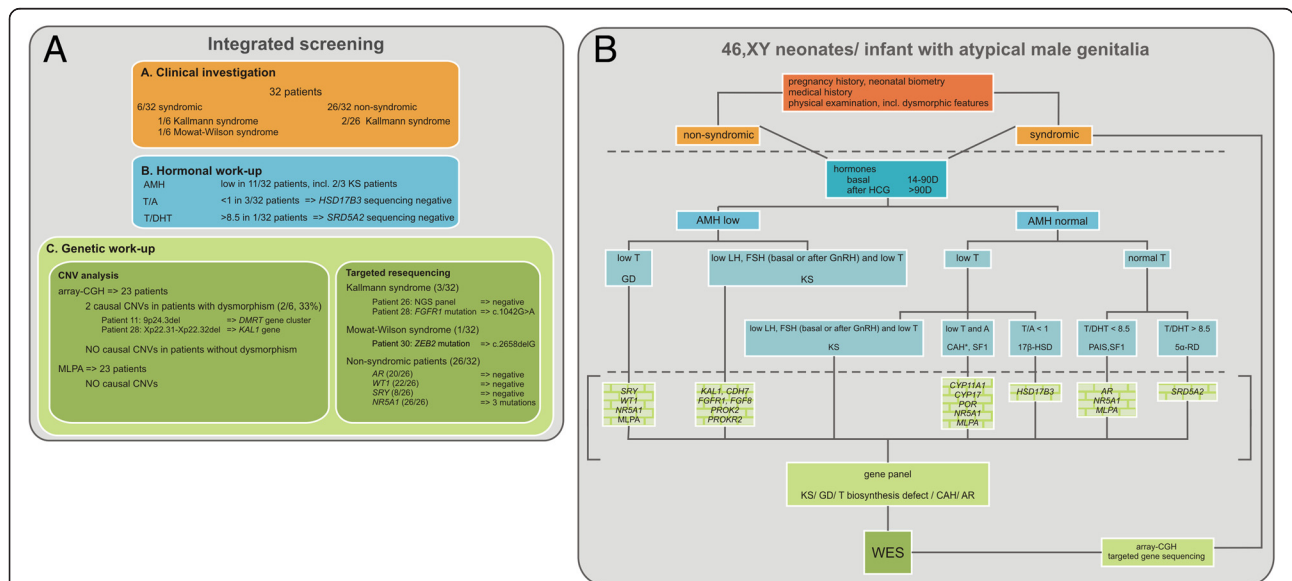 A
Integrated screening
A. Clinical investigation
32 patients
6/32 syndromic 26/32 non-syndromic
1/6 Kallmann syndrome 2/26 Kallmann syndrome
1/6 Mowat-Wilson syndrome
B. Hormonal work-up
AMH low in 11/32 patients, incl. 2/3 KS patients
T/A <1 in 3/32 patients => HSD17B3 sequencing negative
T/DHT >8.5 in 1/32 patients => SRD5A2 sequencing negative
C. Genetic work-up
CNV analysis
array-CGH => 23 patients
2 causal CNVs in patients with dysmorphism (2/6, 33%)
Patient 11: 9p24.3del => DMRT gene cluster
Patient 28: Xp22.31-Xp22.32del => KAL1 gene
NO causal CNVs in patients without dysmorphism
MLPA => 23 patients
NO causal CNVs
Targeted resequencing
Kallmann syndrome (3/32)
Patient 26: NGS panel => negative
Patient 28: FGFR1 mutation => c.1042G>A
Mowat-Wilson syndrome (1/32)
Patient 30: ZEB2 mutation => c.2658delG
Non-syndromic patients (26/32)
AR (20/26) => negative
WT1 (22/26) => negative
SRY (8/26) => negative
NR5A1 (26/26) => 3 mutations
B
46,XY neonates/ infant with atypical male genitalia
pregnancy history, neonatal biometry
medical history
physical examination, incl. dysmorphic features
non-syndromic syndromic
hormones
basal 14-90D
after HCG >90D
AMH low AMH normal
low T
GD
low LH, FSH (basal or after GnRH) and low T
KS
low T
normal T
low LH, FSH (basal or after GnRH) and low T
KS
low T and A
CAH*, SF1
T/A < 1
17β-HSD
T/DHT < 8.5
PAIS,SF1
T/DHT > 8.5
5α-RD
SRY
WT1
NR5A1
MLPA
KAL1, CDH7
FGFR1, FGF8
PROK2
PROKR2
CYP11A1
CYP17
POR
NR5A1
MLPA
HSD17B3
AR
NR5A1
MLPA
SRD5A2
gene panel
KS/ GD/ T biosynthesis defect / CAH/ AR
WES
array-CGH
targeted gene sequencing